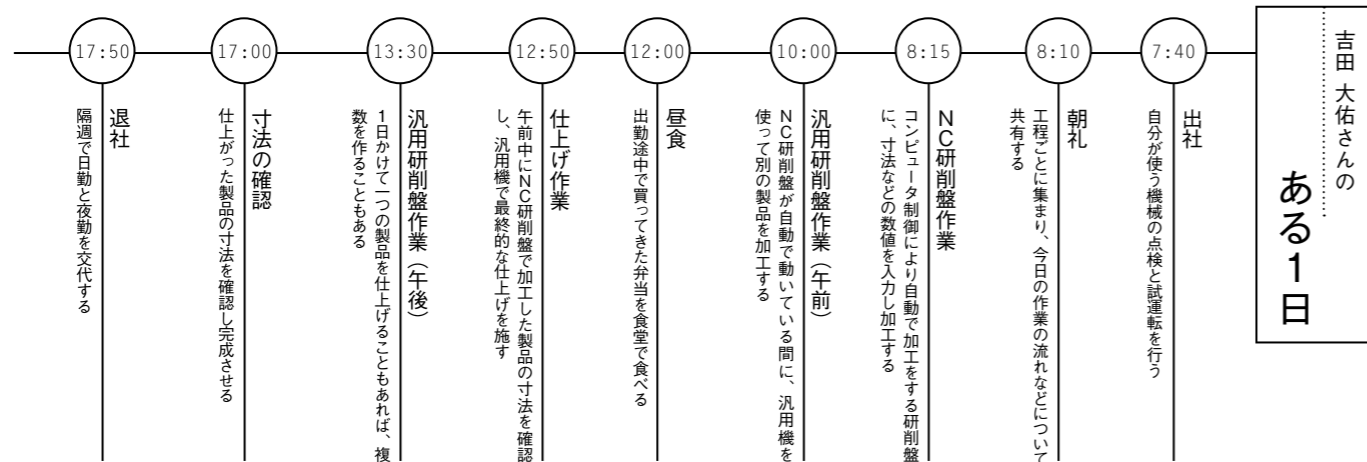 吉田 大佑さんの
ある1日
7:40
出社
自分が使う機械の点検と試運転を行う
8:10
朝礼
工程ごとに集まり、今日の作業の流れなどについて
共有する
8:15
NC研削盤作業
コンピュータ制御により自動で加工をする研削盤
に、寸法などの数値を入力し加工する
10:00
汎用研削盤作業（午前）
NC研削盤が自動で動いている間に、汎用機を
使って別の製品を加工する
12:00
昼食
出勤途中で買ってきた弁当を食堂で食べる
12:50
仕上げ作業
午前中にNC研削盤で加工した製品の寸法を確認
し、汎用機で最終的な仕上げを施す
13:30
汎用研削盤作業（午後）
1日かけて一つの製品を仕上げることもあれば、複
数を作ることもある
17:00
寸法の確認
仕上がった製品の寸法を確認し完成させる
17:50
退社
隔週で日勤と夜勤を交代する